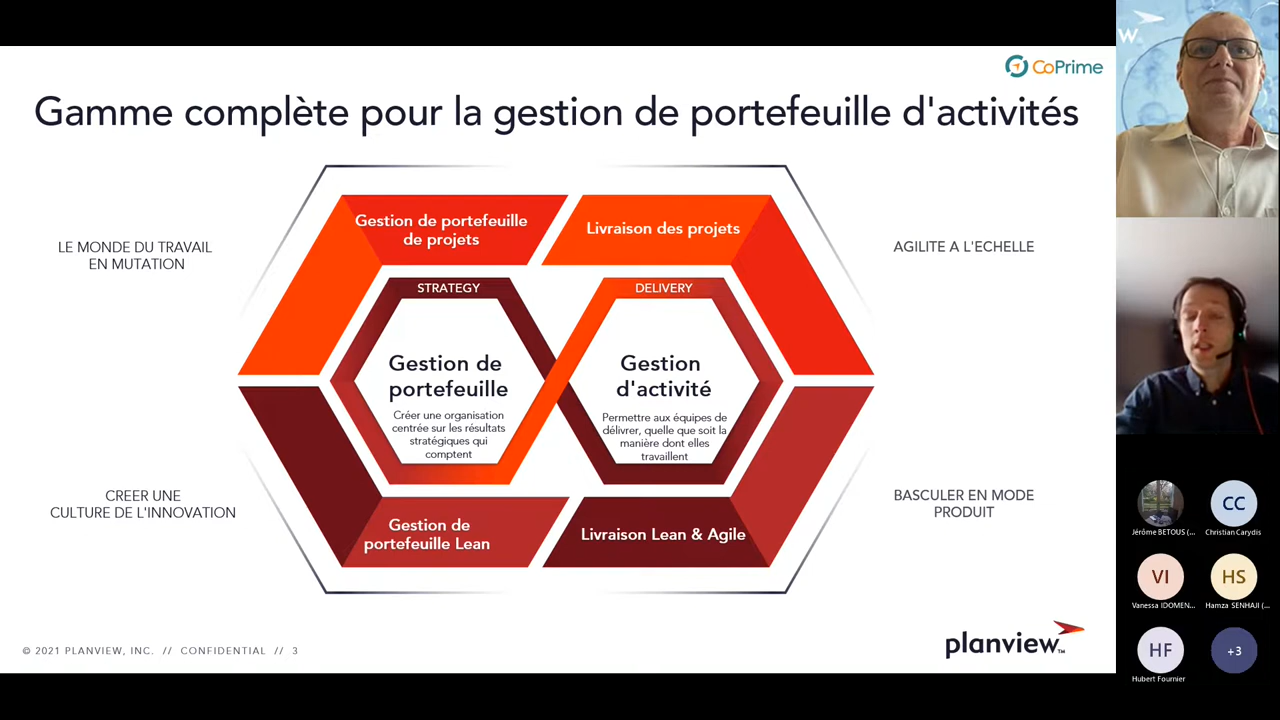 CoPrime
Gamme complète pour la gestion de portefeuille d'activités
LE MONDE DU TRAVAIL
EN MUTATION
Gestion de portefeuille
de projets
Livraison des projets
AGILITE A L'ECHELLE
STRATEGY
DELIVERY
Gestion de
portefeuille
Créer une organisation
centrée sur les résultats
stratégiques qui
comptent
Gestion
d'activité
Permettre aux équipes de
délivrer, quelle que soit la
manière dont elles
travaillent
CREER UNE
CULTURE DE L'INNOVATION
BASCULER EN MODE
PRODUIT
Gestion de
portefeuille Lean
Livraison Lean & Agile
© 2021 PLANVIEW, INC. // CONFIDENTIAL // 3
planview™
w
CC
Jérôme BETOUS (...
Christian Carydis
VI
HS
Vanessa IDOMEN...
Hamza SENHAJI (...
HF
+3
Hubert Fournier